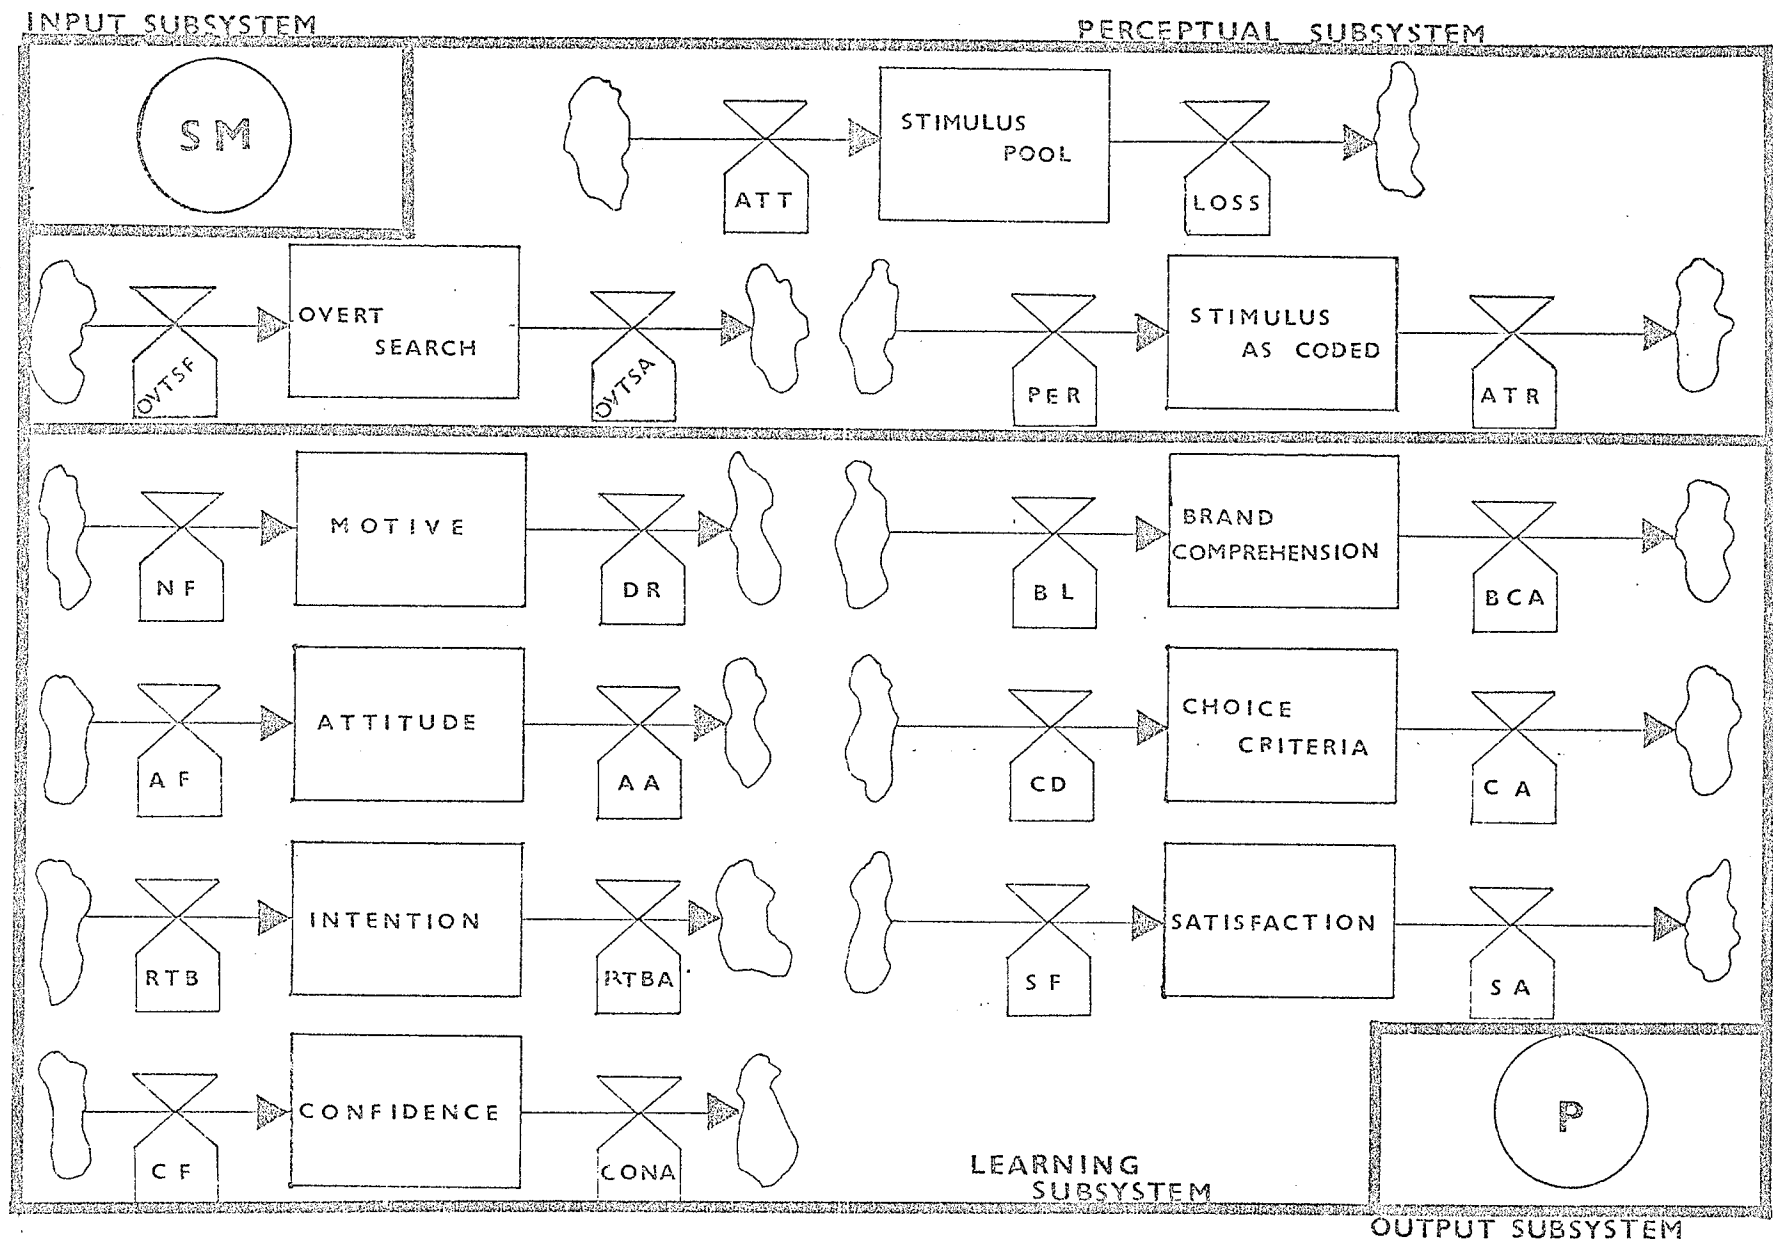 INPUT SUBSYSTEM
PERCEPTUAL SUBSYSTEM
SM
STIMULUS
POOL
ATT
LOSS
OVERT
SEARCH
OVTSF
OVTSA
STIMULUS
AS CODED
PER
ATR
MOTIVE
NF
DR
BRAND
COMPREHENSION
BL
BCA
ATTITUDE
AF
AA
CHOICE
CRITERIA
CD
CA
INTENTION
RTB
RTBA
SATISFACTION
SF
SA
CONFIDENCE
CF
CONA
P
LEARNING
SUBSYSTEM
OUTPUT SUBSYSTEM